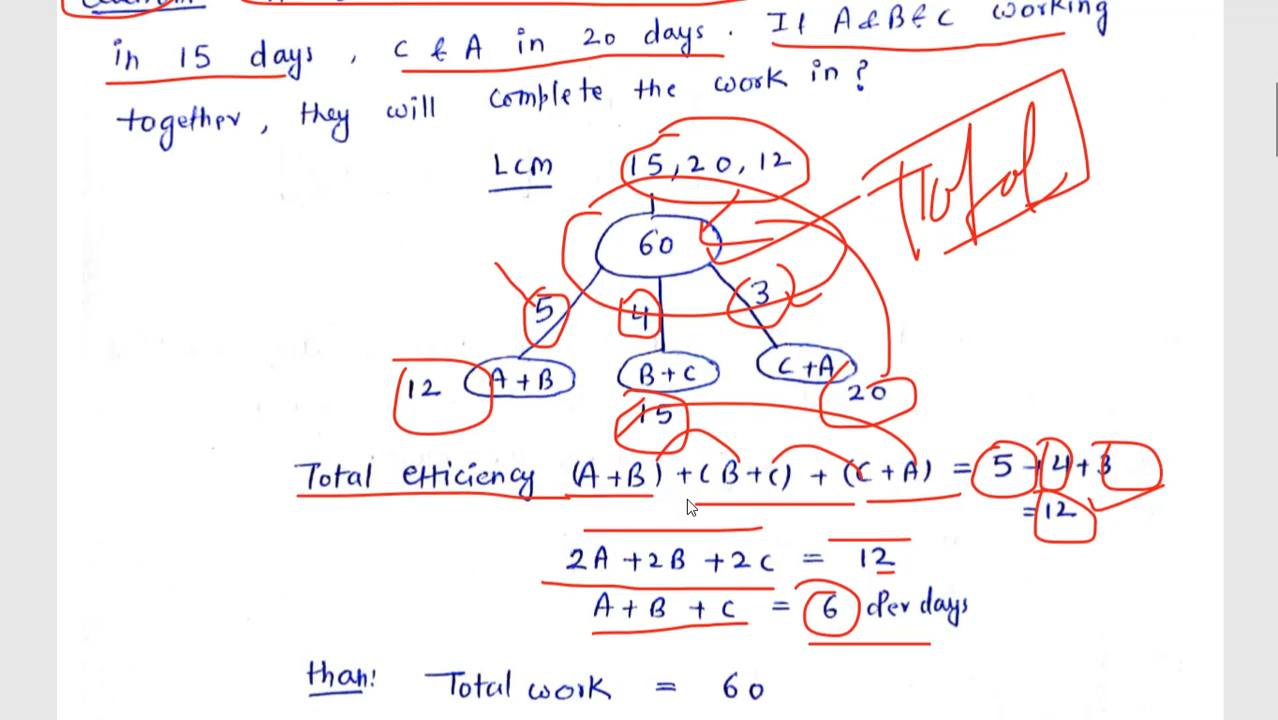 in 15 days , C & A in 20 days . If A & B & C working
together, they will complete the work in ?
LCM 15, 20, 12
Total
60
5 4 3
12 A+B B+C C+A 20
15
Total efficiency (A+B) + (B+C) + (C+A) = 5+4+3
= 12
2A +2B +2C = 12
A + B + C = 6 per days
than: Total work = 60